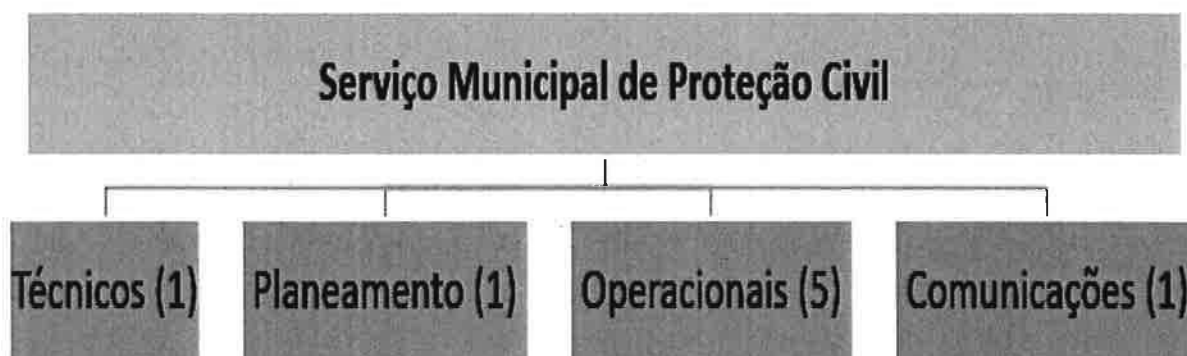 Serviço Municipal de Proteção Civil
Técnicos (1)
Planeamento (1)
Operacionais (5)
Comunicações (1)